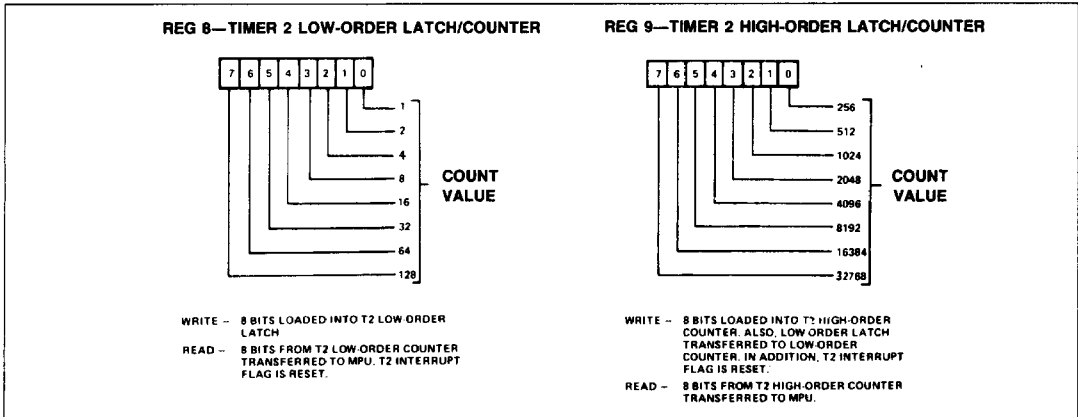 REG 8—TIMER 2 LOW-ORDER LATCH/COUNTER
7 6 5 4 3 2 1 0
1
2
4
8
16
32
64
128
COUNT
VALUE
WRITE – 8 BITS LOADED INTO T2 LOW-ORDER
LATCH
READ – 8 BITS FROM T2 LOW-ORDER COUNTER
TRANSFERRED TO MPU. T2 INTERRUPT
FLAG IS RESET.
REG 9—TIMER 2 HIGH-ORDER LATCH/COUNTER
7 6 5 4 3 2 1 0
256
512
1024
2048
4096
8192
16384
32768
COUNT
VALUE
WRITE – 8 BITS LOADED INTO T2 HIGH-ORDER
COUNTER. ALSO, LOW ORDER LATCH
TRANSFERRED TO LOW-ORDER
COUNTER. IN ADDITION, T2 INTERRUPT
FLAG IS RESET.
READ – 8 BITS FROM T2 HIGH-ORDER COUNTER
TRANSFERRED TO MPU.